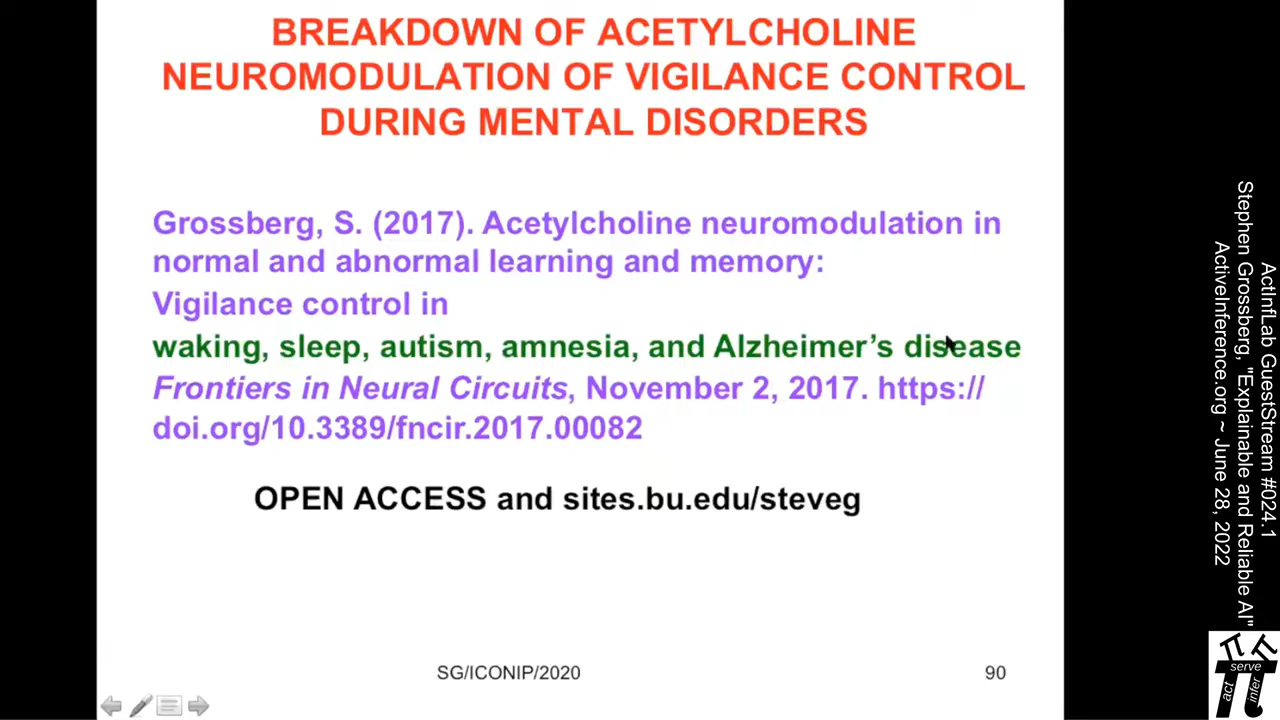 BREAKDOWN OF ACETYLCHOLINE
NEUROMODULATION OF VIGILANCE CONTROL
DURING MENTAL DISORDERS
Grossberg, S. (2017). Acetylcholine neuromodulation in
normal and abnormal learning and memory:
Vigilance control in
waking, sleep, autism, amnesia, and Alzheimer’s disease
Frontiers in Neural Circuits, November 2, 2017. https://
doi.org/10.3389/fncir.2017.00082
OPEN ACCESS and sites.bu.edu/steveg
SG/ICONIP/2020
90
ActInfLab GuestStream #024.1
Stephen Grossberg, "Explainable and Reliable AI"
ActiveInference.org ~ June 28, 2022
serve
act
infer